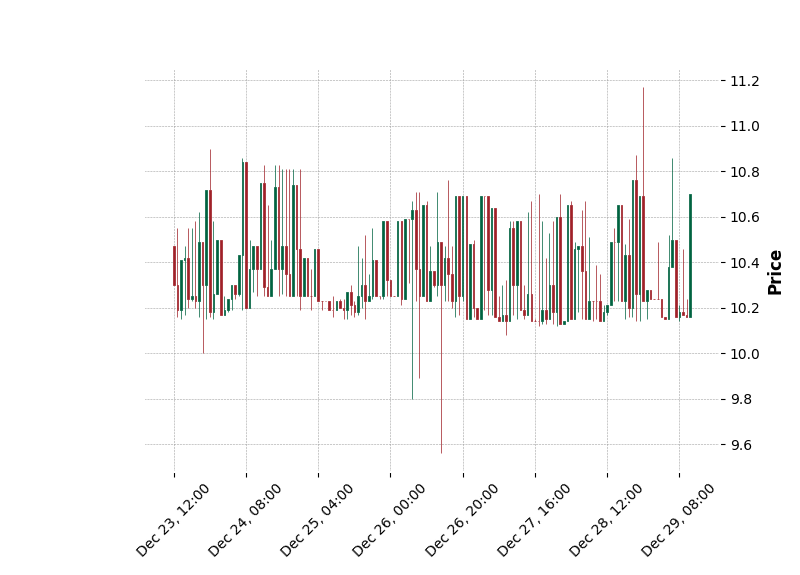 11.2
11.0
10.8
10.6
10.4
10.2
10.0
9.8
9.6
Price
Dec 23, 12:00
Dec 24, 08:00
Dec 25, 04:00
Dec 26, 00:00
Dec 26, 20:00
Dec 27, 16:00
Dec 28, 12:00
Dec 29, 08:00